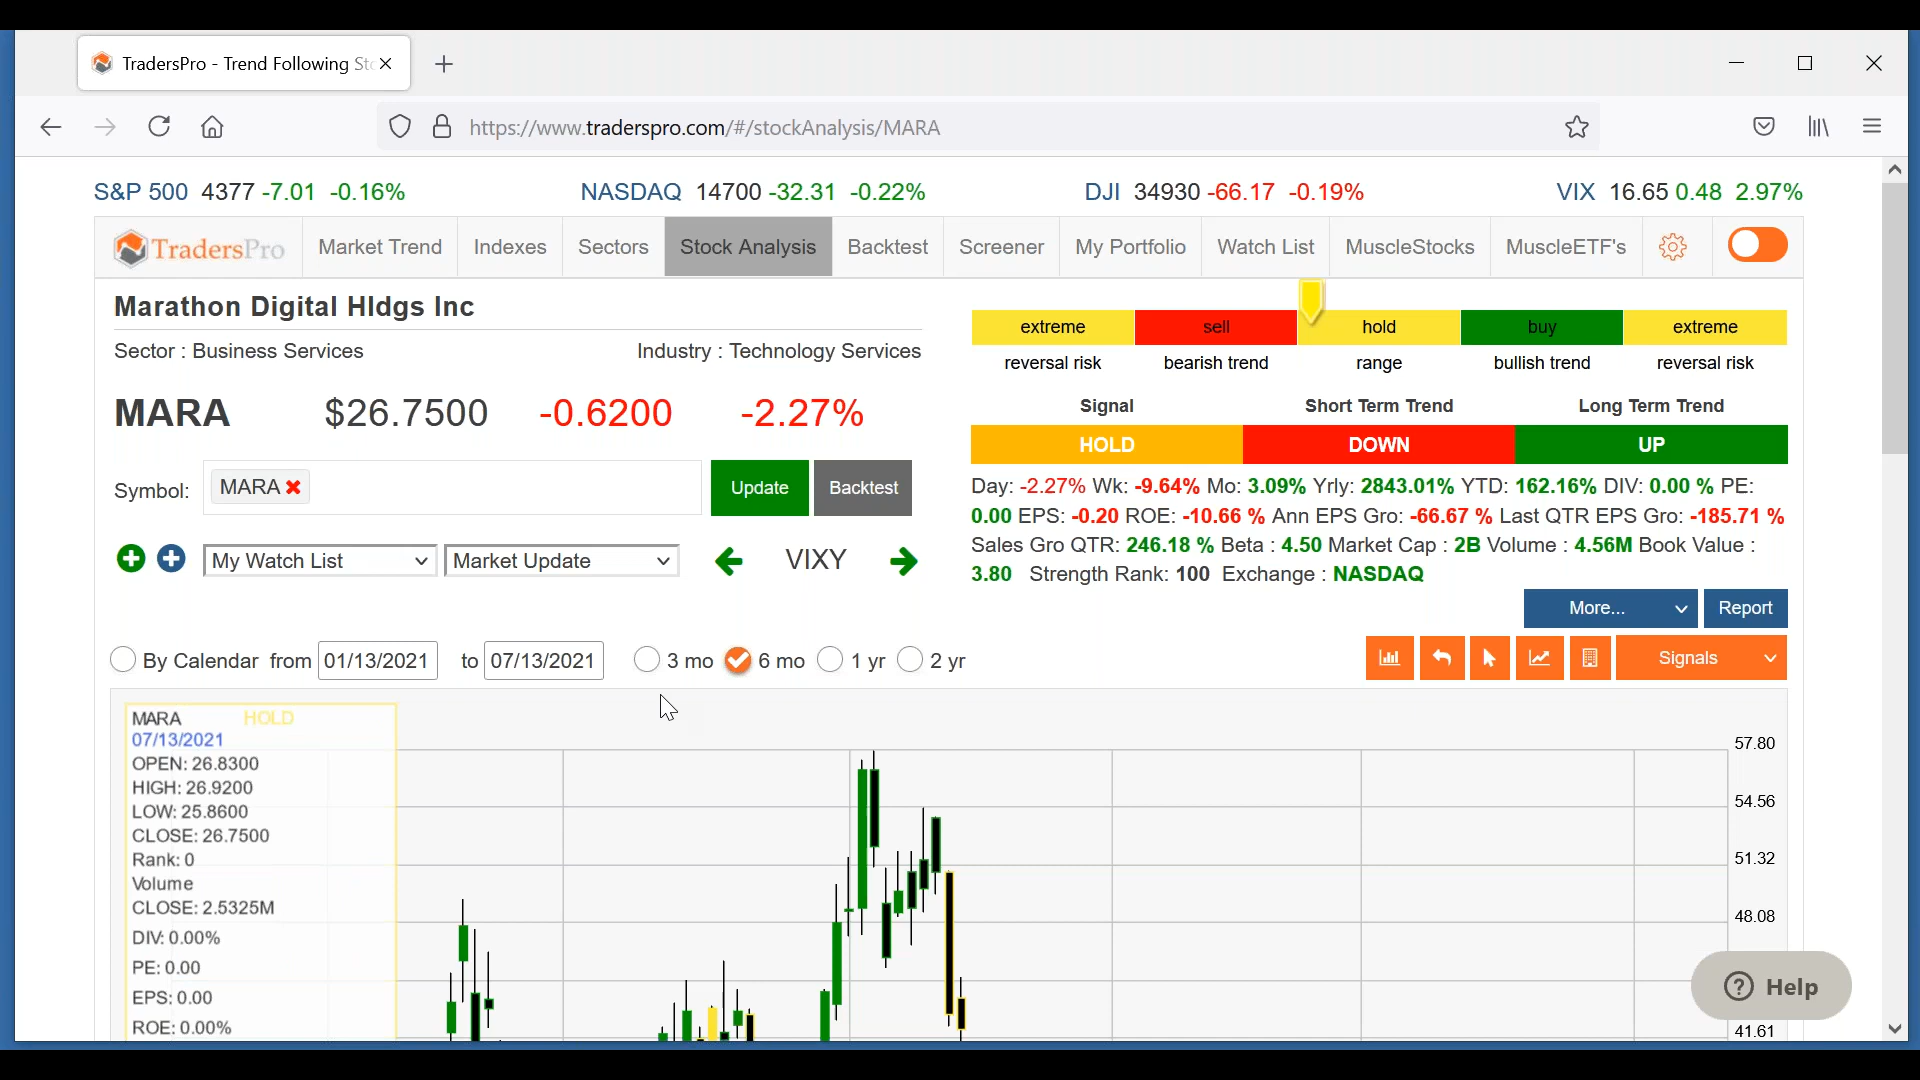 TradersPro - Trend Following Sto
https://www.traderspro.com/#/stockAnalysis/MARA
S&P 500 4377 -7.01 -0.16% NASDAQ 14700 -32.31 -0.22% DJI 34930 -66.17 -0.19% VIX 16.65 0.48 2.97%
TradersPro Market Trend Indexes Sectors Stock Analysis Backtest Screener My Portfolio Watch List MuscleStocks MuscleETF's
Marathon Digital Hldgs Inc
Sector : Business Services Industry : Technology Services
extreme sell hold buy extreme
reversal risk bearish trend range bullish trend reversal risk
MARA $26.7500 -0.6200 -2.27%
Signal Short Term Trend Long Term Trend
HOLD DOWN UP
Symbol: MARA Update Backtest
Day: -2.27% Wk: -9.64% Mo: 3.09% Yrly: 2843.01% YTD: 162.16% DIV: 0.00 % PE:
0.00 EPS: -0.20 ROE: -10.66 % Ann EPS Gro: -66.67 % Last QTR EPS Gro: -185.71 %
Sales Gro QTR: 246.18 % Beta : 4.50 Market Cap : 2B Volume : 4.56M Book Value :
3.80 Strength Rank: 100 Exchange : NASDAQ
My Watch List Market Update VIXY
More... Report
By Calendar from 01/13/2021 to 07/13/2021 3 mo 6 mo 1 yr 2 yr
Signals
MARA HOLD
07/13/2021
OPEN: 26.8300
HIGH: 26.9200
LOW: 25.8600
CLOSE: 26.7500
Rank: 0
Volume
CLOSE: 2.5325M
DIV: 0.00%
PE: 0.00
EPS: 0.00
ROE: 0.00%
57.80
54.56
51.32
48.08
41.61
Help